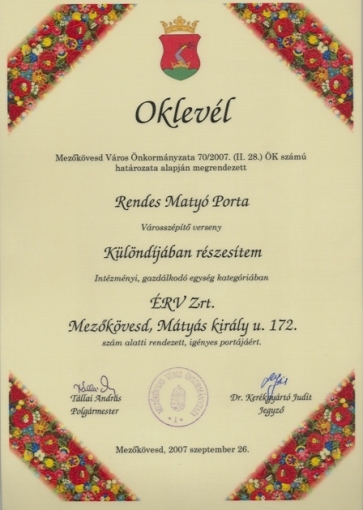 Oklevél
Mezőkövesd Város Önkormányzata 70/2007. (II. 28.) ÖK számú
határozata alapján megrendezett
Rendes Matyó Porta
Városszépítő verseny
Különdíjában részesítem
Intézményi, gazdálkodó egység kategóriában
ÉRV Zrt.
Mezőkövesd, Mátyás király u. 172.
szám alatti rendezett, igényes portájáért.
Tállai András
Polgármester
Dr. Kerékgyártó Judit
Jegyző
Mezőkövesd, 2007 szeptember 26.